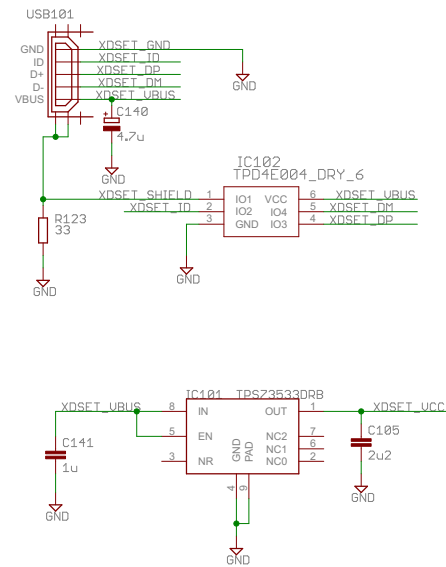 USB101
GND XDSET_GND
ID XDSET_ID
D+ XDSET_DP
D- XDSET_DM
VBUS XDSET_VBUS
GND
+ C140
4.7u
GND
IC102
TPD4E004_DRY_6
XDSET_SHIELD 1 IO1 VCC 6 XDSET_VBUS
XDSET_ID 2 IO2 IO4 5 XDSET_DM
3 GND IO3 4 XDSET_DP
R123
33
GND
GND
IC101 TPS73533DRB
XDSET_VBUS 8 IN OUT 1 XDSET_VCC
5 EN NC2 7
NC1 6
3 NR NC0 2
GND PAD
4 9
C141
1u
GND
C105
2u2
GND
GND